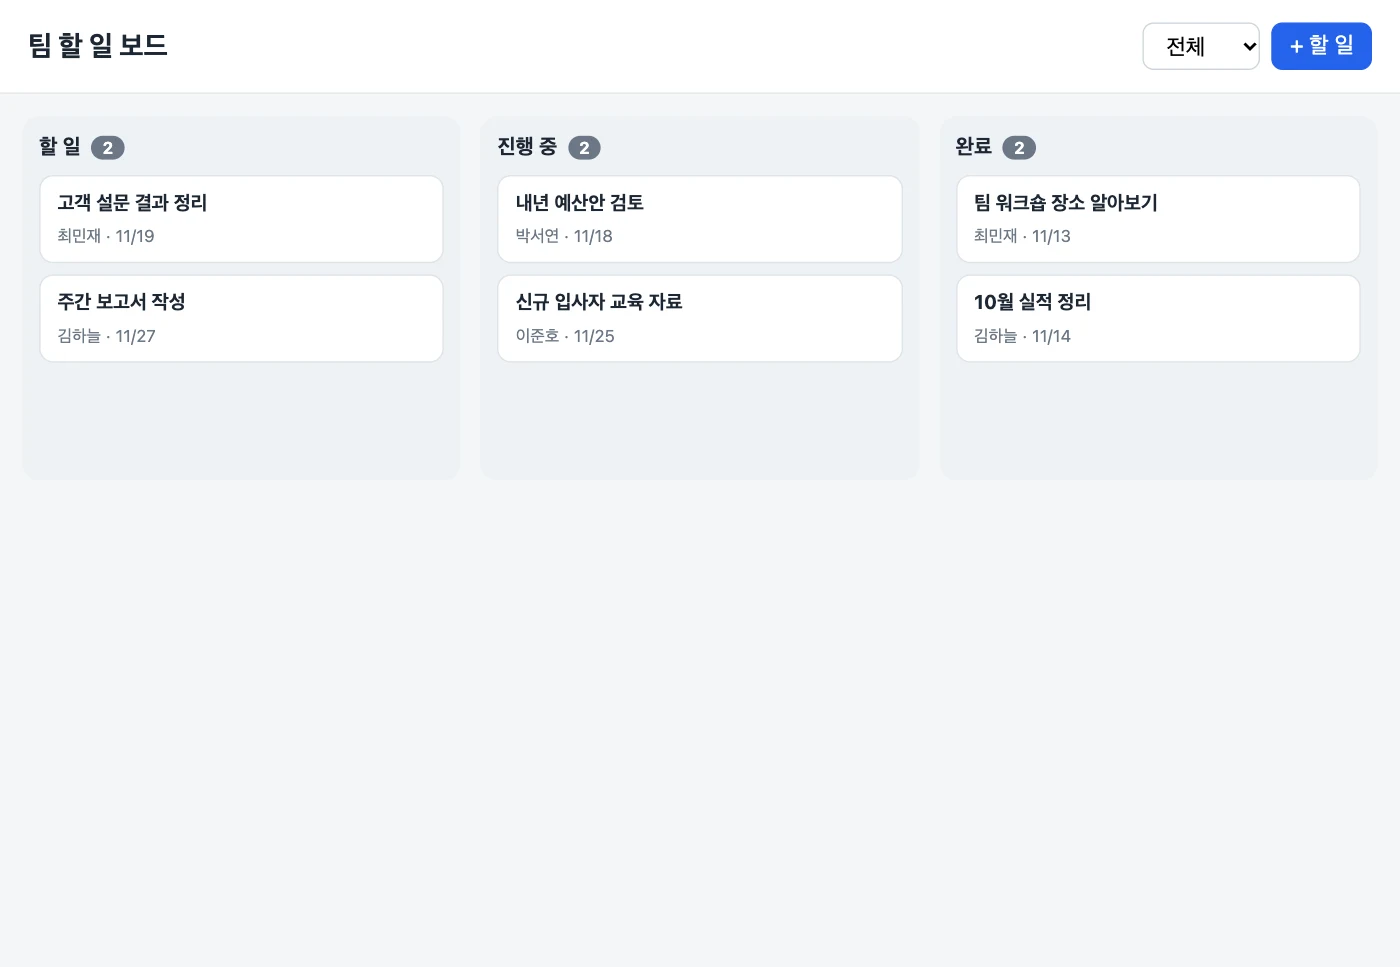 팀 할 일 보드
전체
+ 할 일
할 일 2
고객 설문 결과 정리
최민재 · 11/19
주간 보고서 작성
김하늘 · 11/27
진행 중 2
내년 예산안 검토
박서연 · 11/18
신규 입사자 교육 자료
이준호 · 11/25
완료 2
팀 워크숍 장소 알아보기
최민재 · 11/13
10월 실적 정리
김하늘 · 11/14